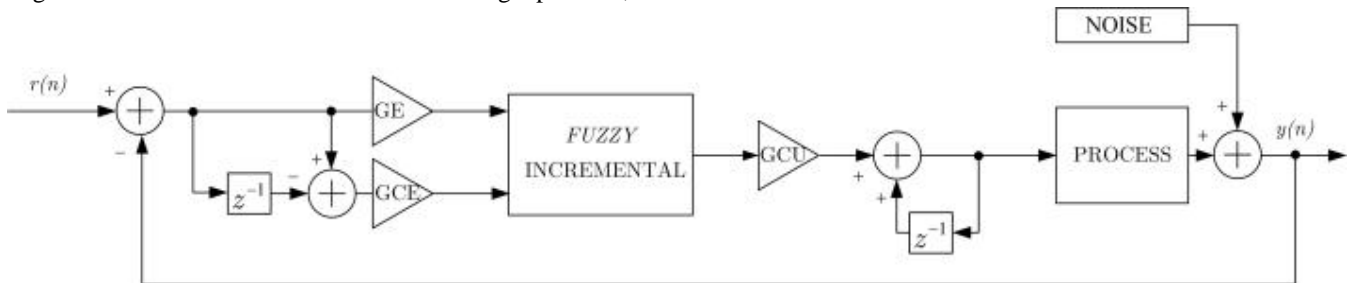 r(n)
+
−
GE
+
−
+
z⁻¹
+
GCE
FUZZY
INCREMENTAL
GCU
+
+
+
z⁻¹
PROCESS
NOISE
+
+
+
y(n)